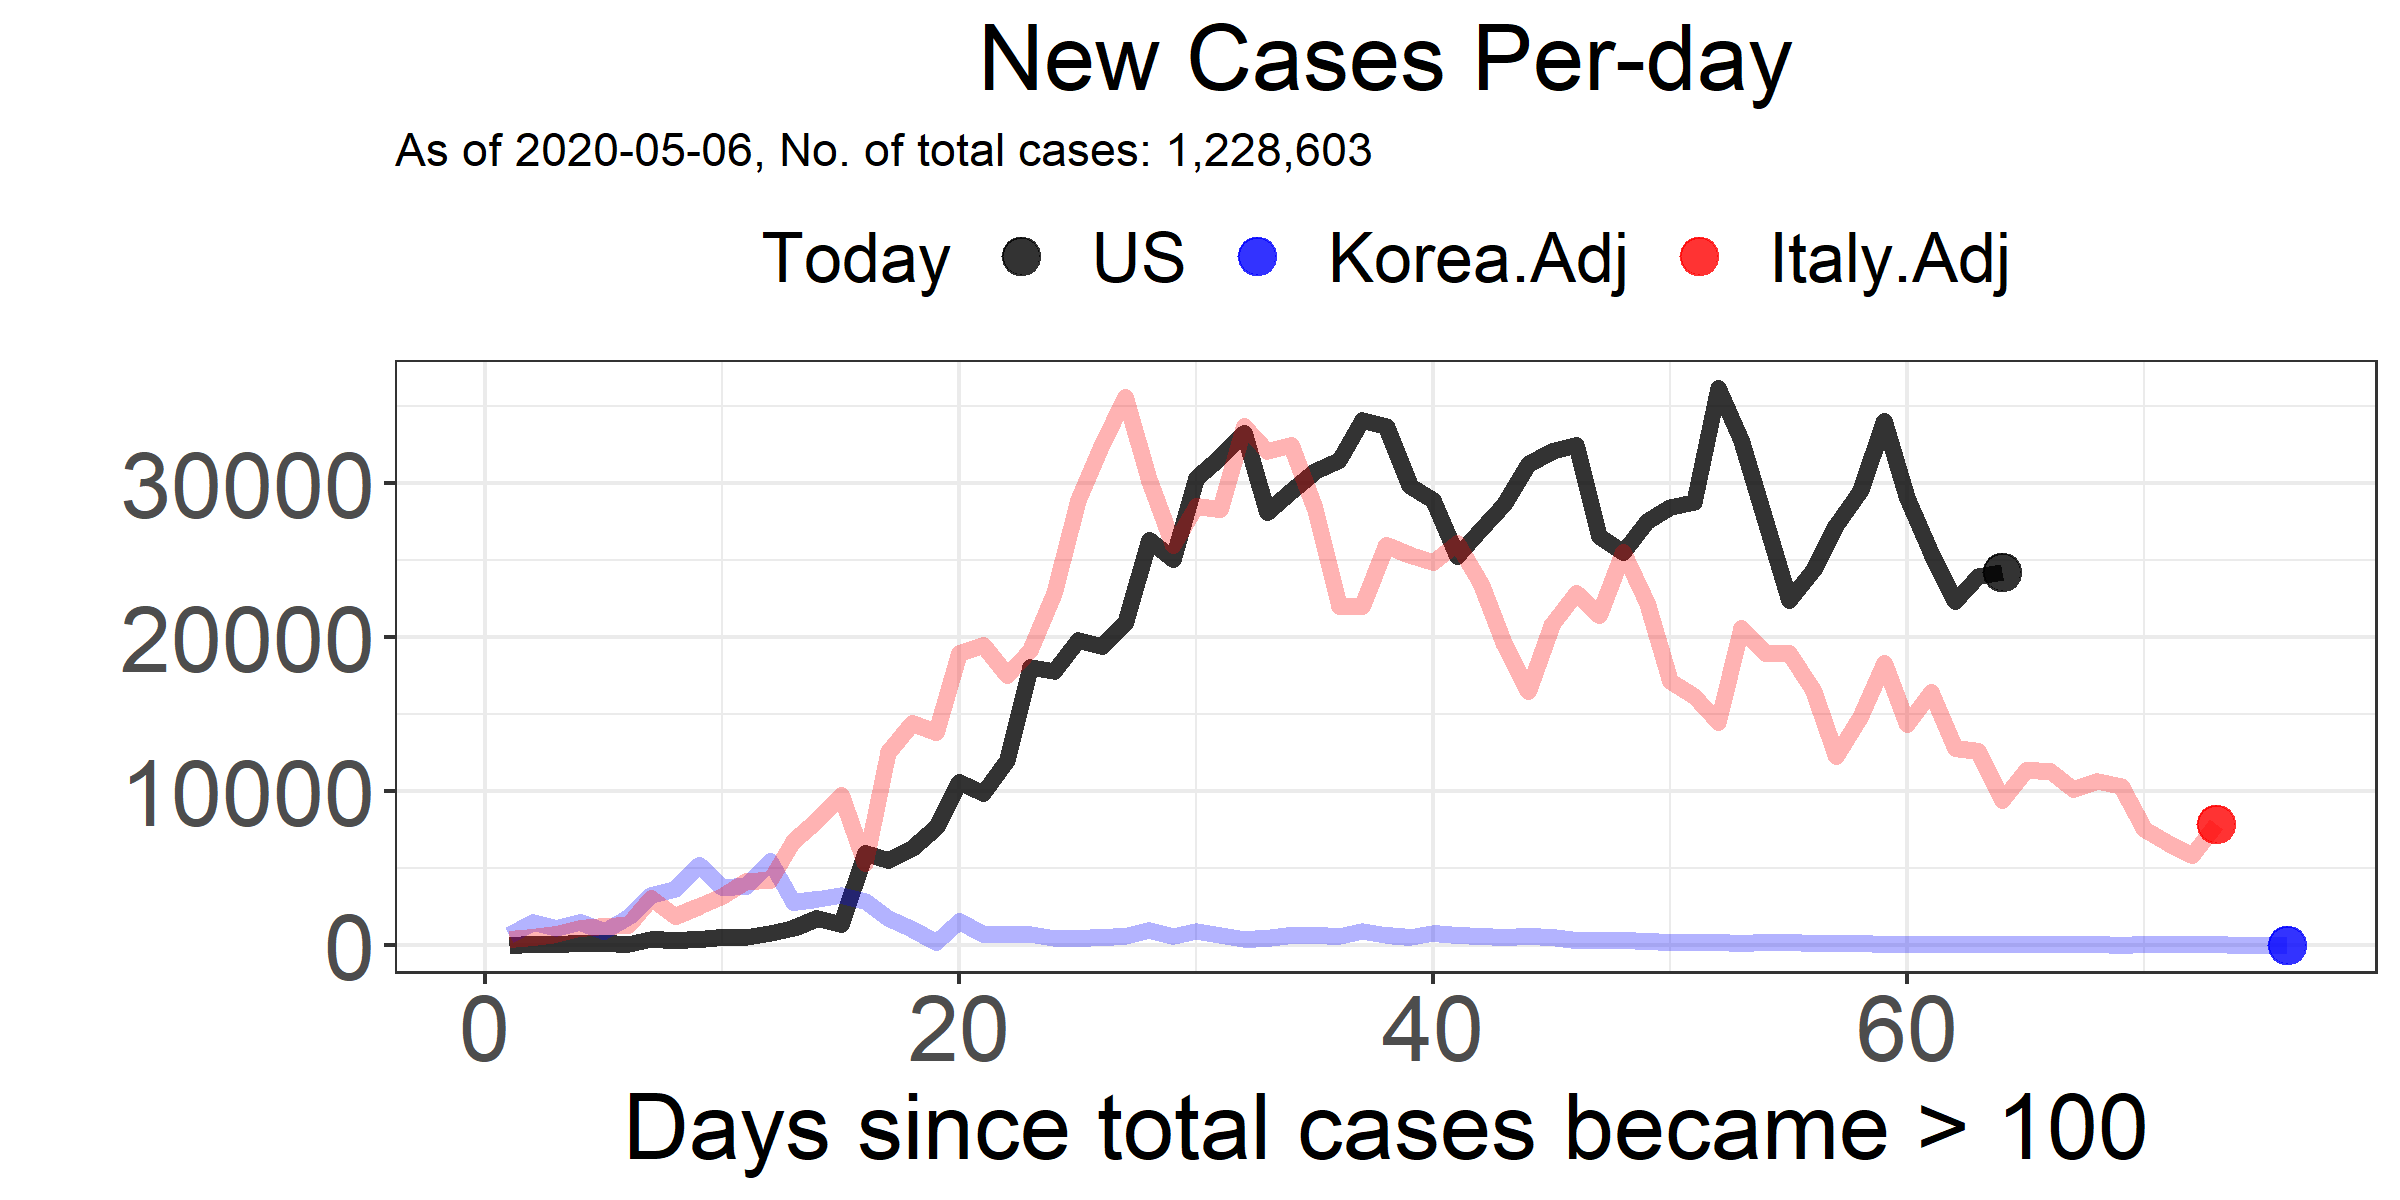 New Cases Per-day
As of 2020-05-06, No. of total cases: 1,228,603
Today US Korea.Adj Italy.Adj
30000
20000
10000
0
0 20 40 60
Days since total cases became > 100